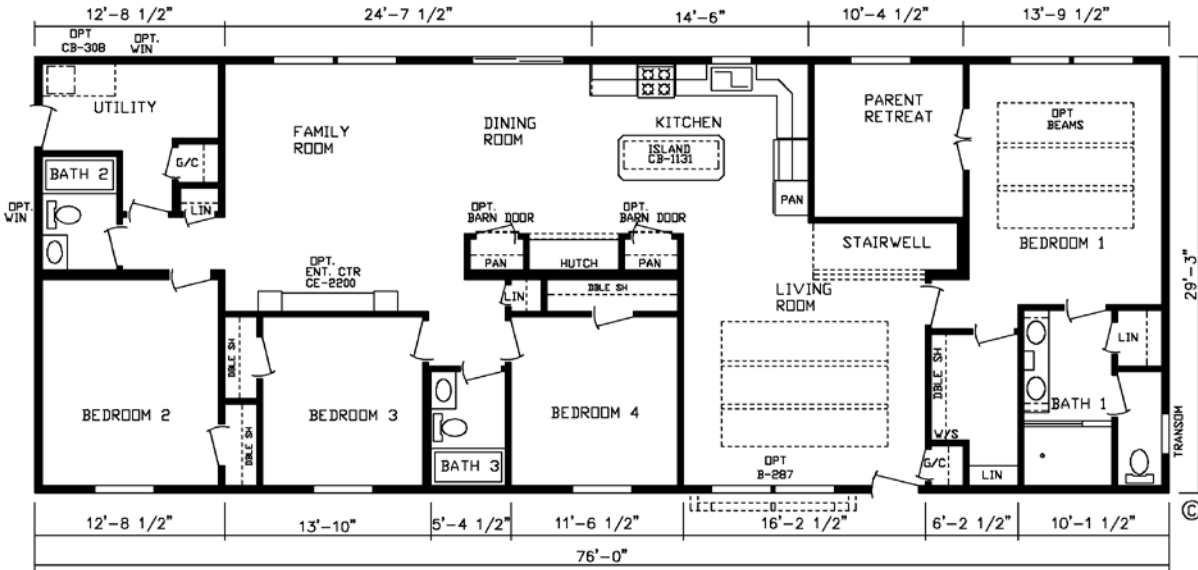 12'-8 1/2"
24'-7 1/2"
14'-6"
10'-4 1/2"
13'-9 1/2"
OPT
CB-308
OPT.
WIN
UTILITY
FAMILY
ROOM
DINING
ROOM
KITCHEN
ISLAND
CB-1131
PARENT
RETREAT
OPT
BEAMS
G/C
BATH 2
LIN
OPT.
WIN
PAN
OPT.
BARN DOOR
OPT.
BARN DOOR
PAN
HUTCH
PAN
STAIRWELL
BEDROOM 1
29'-3"
OPT.
ENT. CTR
CE-2200
LIN
DBLE SH
LIVING
ROOM
DBLE SH
DBLE SH
LIN
BEDROOM 2
BEDROOM 3
BEDROOM 4
DBLE SH
W/S
BATH 1
TRANSOM
DBLE SH
BATH 3
OPT
B-287
G/C
LIN
©
12'-8 1/2"
13'-10"
5'-4 1/2"
11'-6 1/2"
16'-2 1/2"
6'-2 1/2"
10'-1 1/2"
76'-0"